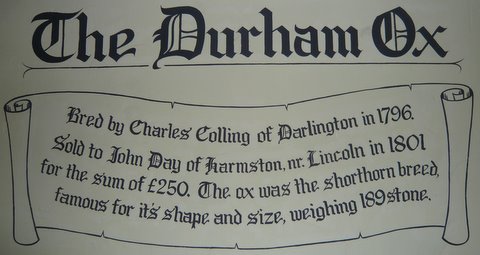 The Durham Ox
Bred by Charles Colling of Darlington in 1796.
Sold to John Day of Harmston, nr. Lincoln in 1801
for the sum of £250. The ox was the shorthorn breed,
famous for it's shape and size, weighing 189 stone.